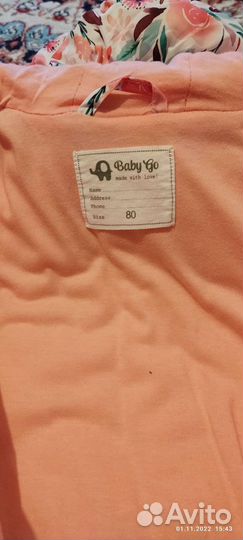 Baby Go
made with love!
Name
Address
Phone
Size 80
01.11.2022 15:43
Avito